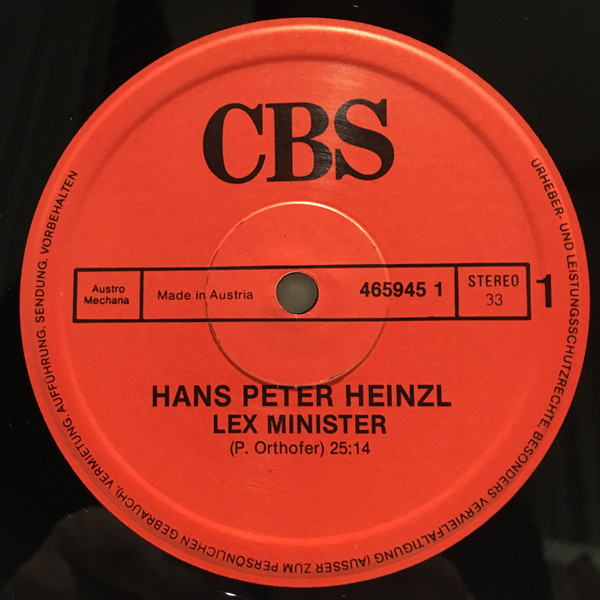 CBS
Austro
Mechana
Made in Austria
465945 1
STEREO
33
1
HANS PETER HEINZL
LEX MINISTER
(P. Orthofer) 25:14
URHEBER- UND LEISTUNGSSCHUTZRECHTE, BESONDERS VERVIELFÄLTIGUNG (AUSSER ZUM PERSÖNLICHEN GEBRAUCH), VERMIETUNG, AUFFÜHRUNG, SENDUNG, VORBEHALTEN